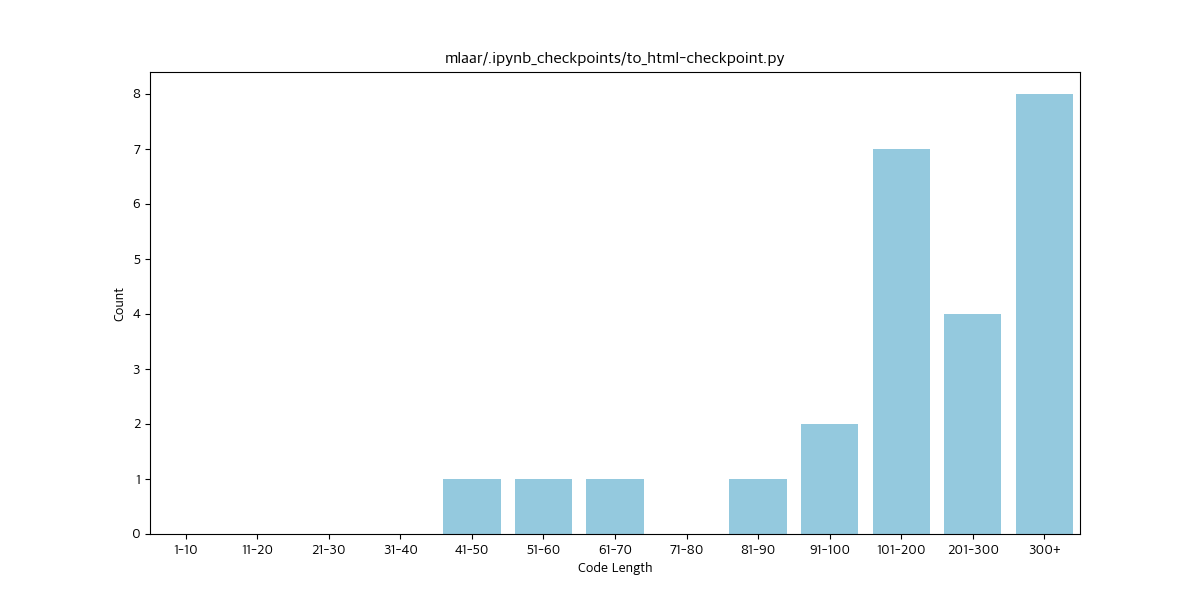 mlaar/.ipynb_checkpoints/to_html-checkpoint.py
8
7
6
5
4
3
2
1
0
Count
1-10 11-20 21-30 31-40 41-50 51-60 61-70 71-80 81-90 91-100 101-200 201-300 300+
Code Length